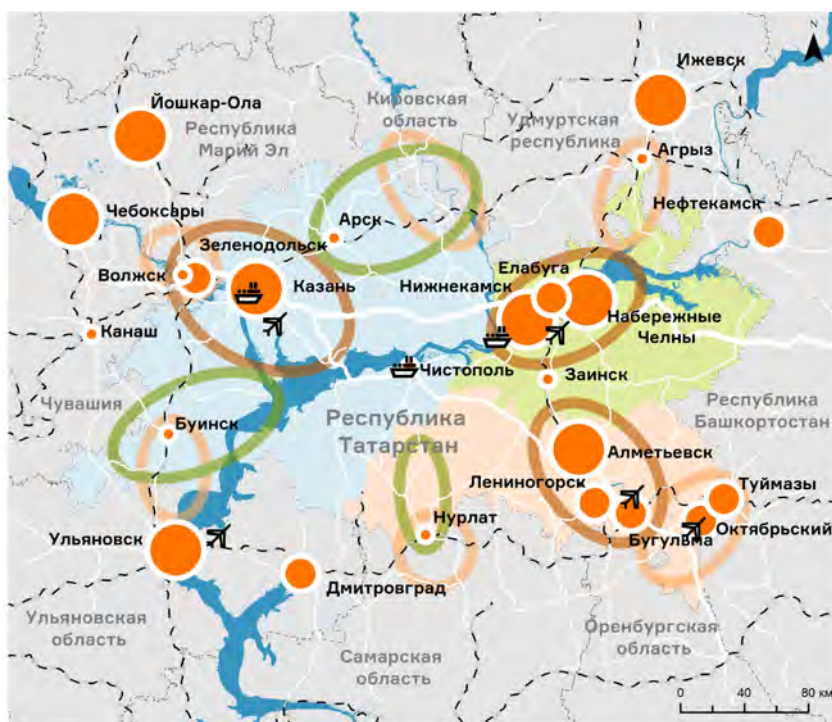 N
Ижевск
Йошкар-Ола
Кировская
область
Республика
Марий Эл
Удмуртская
республика
Агрыз
Чебоксары
Арск
Нефтекамск
Зеленодольск
Волжск
Казань
Елабуга
Нижнекамск
Набережные
Челны
Канаш
Чистополь
Заинск
Чувашия
Буинск
Республика
Татарстан
Республика
Башкортостан
Алметьевск
Лениногорск
Туймазы
Нурлат
Октябрьский
Бугульма
Ульяновск
Дмитровград
Ульяновская
область
Самарская
область
Оренбургская
область
0 40 80 км